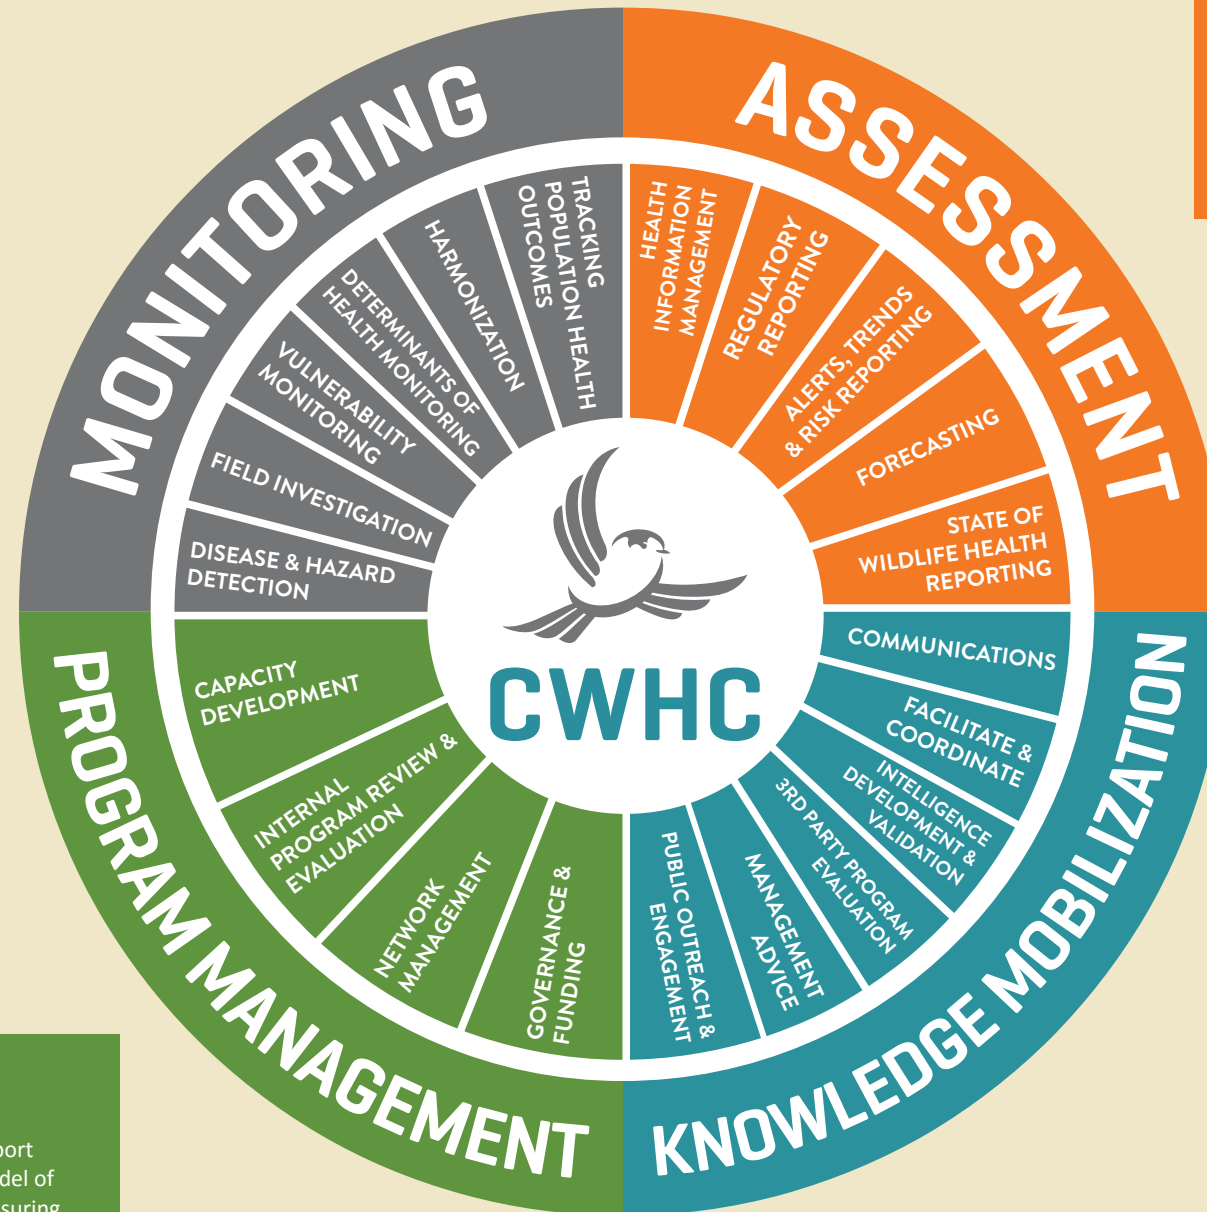 MONITORING
TRACKING
POPULATION HEALTH
OUTCOMES
HARMONIZATION
DETERMINANTS OF
HEALTH MONITORING
VULNERABILITY
MONITORING
FIELD INVESTIGATION
DISEASE & HAZARD
DETECTION
ASSESSMENT
HEALTH
INFORMATION
MANAGEMENT
REGULATORY
REPORTING
ALERTS, TRENDS
& RISK REPORTING
FORECASTING
STATE OF
WILDLIFE HEALTH
REPORTING
CWHC
KNOWLEDGE MOBILIZATION
COMMUNICATIONS
FACILITATE &
COORDINATE
INTELLIGENCE
DEVELOPMENT &
VALIDATION
3RD PARTY PROGRAM
EVALUATION
MANAGEMENT
ADVICE
PUBLIC OUTREACH &
ENGAGEMENT
PROGRAM MANAGEMENT
CAPACITY
DEVELOPMENT
INTERNAL
PROGRAM REVIEW &
EVALUATION
NETWORK
MANAGEMENT
GOVERNANCE &
FUNDING
of